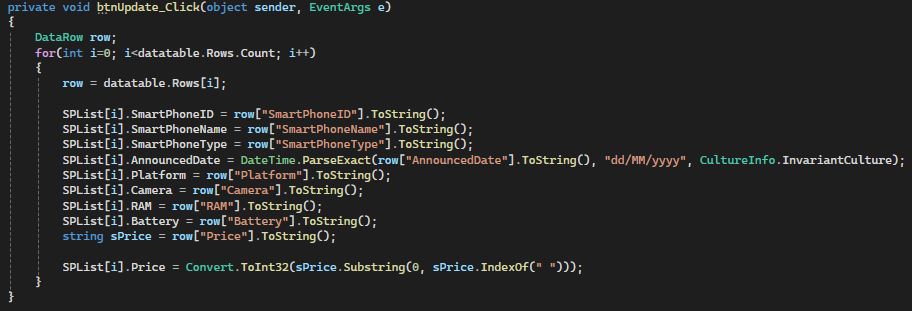 private void btnUpdate_Click(object sender, EventArgs e)
{
DataRow row;
for(int i=0; i<datatable.Rows.Count; i++)
{
row = datatable.Rows[i];
SPList[i].SmartPhoneID = row["SmartPhoneID"].ToString();
SPList[i].SmartPhoneName = row["SmartPhoneName"].ToString();
SPList[i].SmartPhoneType = row["SmartPhoneType"].ToString();
SPList[i].AnnouncedDate = DateTime.ParseExact(row["AnnouncedDate"].ToString(), "dd/MM/yyyy", CultureInfo.InvariantCulture);
SPList[i].Platform = row["Platform"].ToString();
SPList[i].Camera = row["Camera"].ToString();
SPList[i].RAM = row["RAM"].ToString();
SPList[i].Battery = row["Battery"].ToString();
string sPrice = row["Price"].ToString();
SPList[i].Price = Convert.ToInt32(sPrice.Substring(0, sPrice.IndexOf(" ")));
}
}